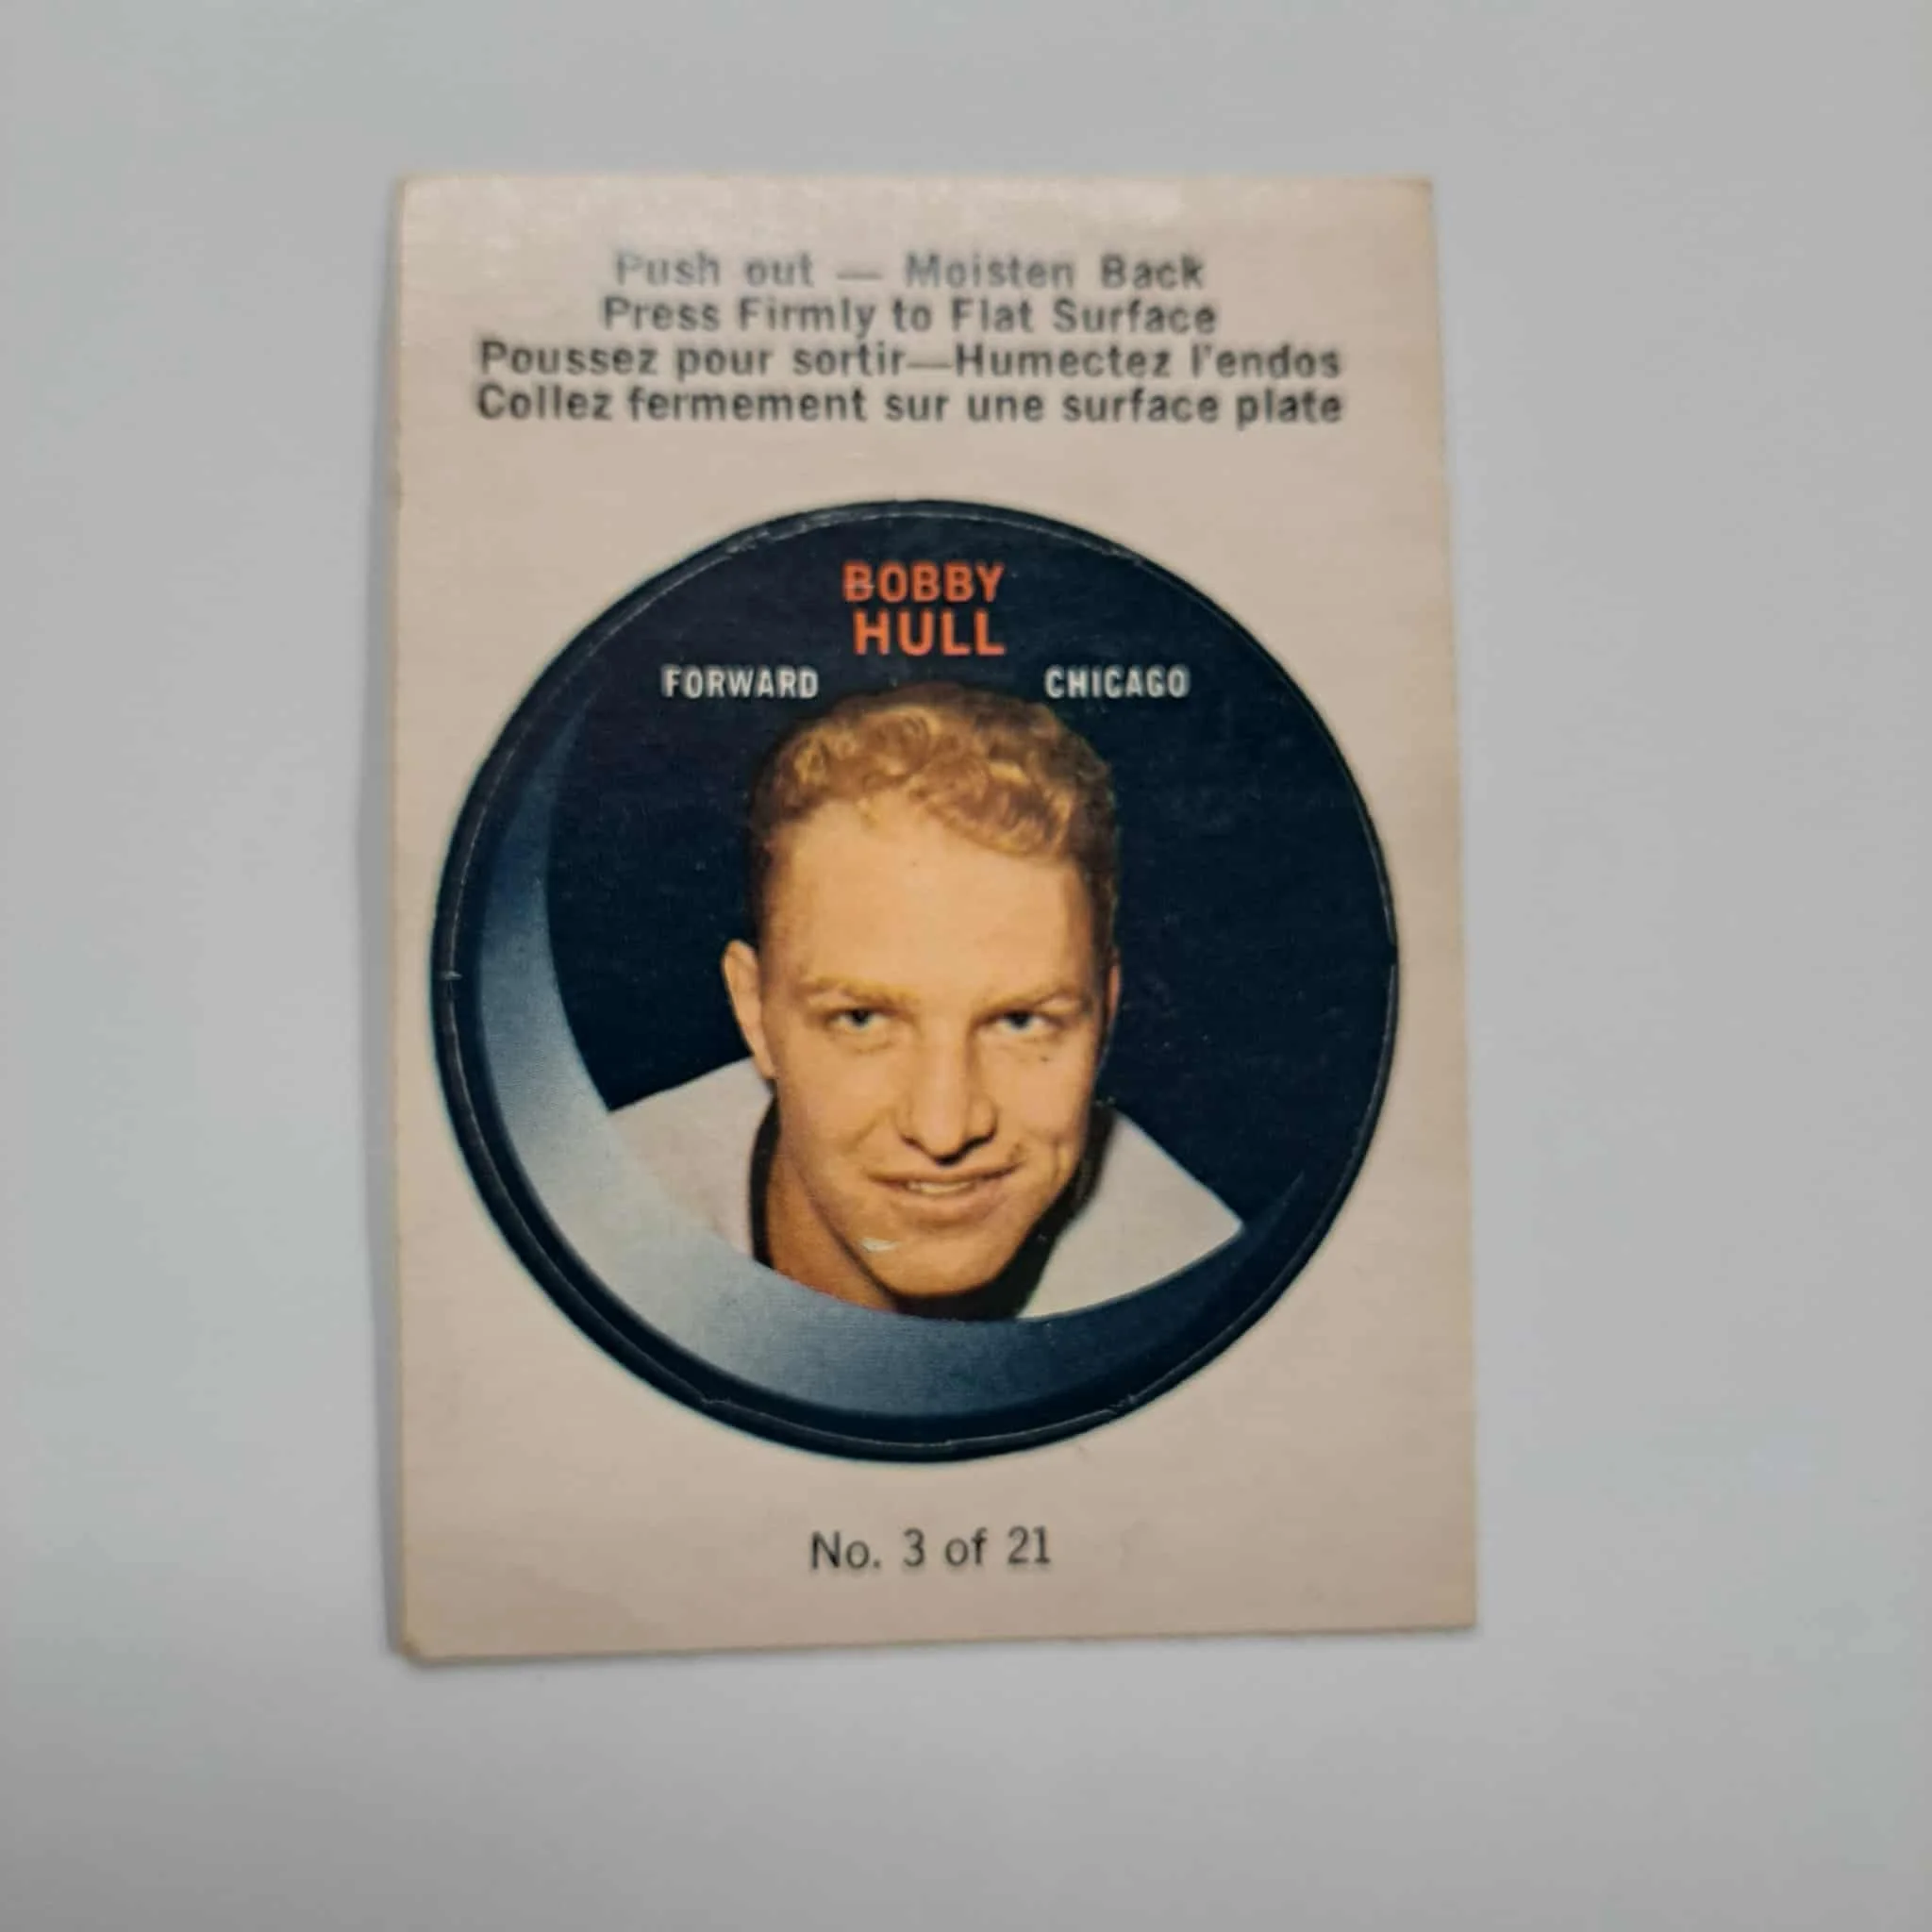 Push out — Moisten Back
Press Firmly to Flat Surface
Poussez pour sortir—Humectez l'endos
Collez fermement sur une surface plate
BOBBY
HULL
FORWARD CHICAGO
No. 3 of 21